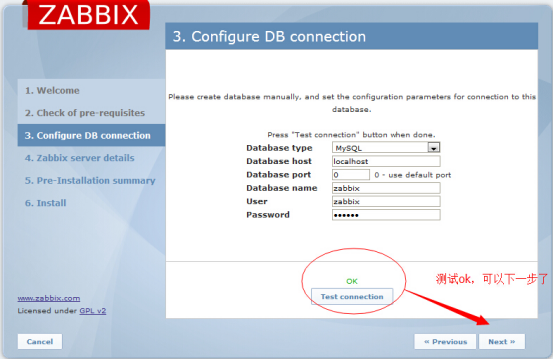 ZABBIX
3. Configure DB connection
1. Welcome
2. Check of pre-requisites
3. Configure DB connection
4. Zabbix server details
5. Pre-Installation summary
6. Install
Please create database manually, and set the configuration parameters for connection to this
database.
Press "Test connection" button when done.
Database type MySQL
Database host localhost
Database port 0 0 - use default port
Database name zabbix
User zabbix
Password ••••••
OK
Test connection
测试ok，可以下一步了
www.zabbix.com
Licensed under GPL v2
Cancel
« Previous
Next »